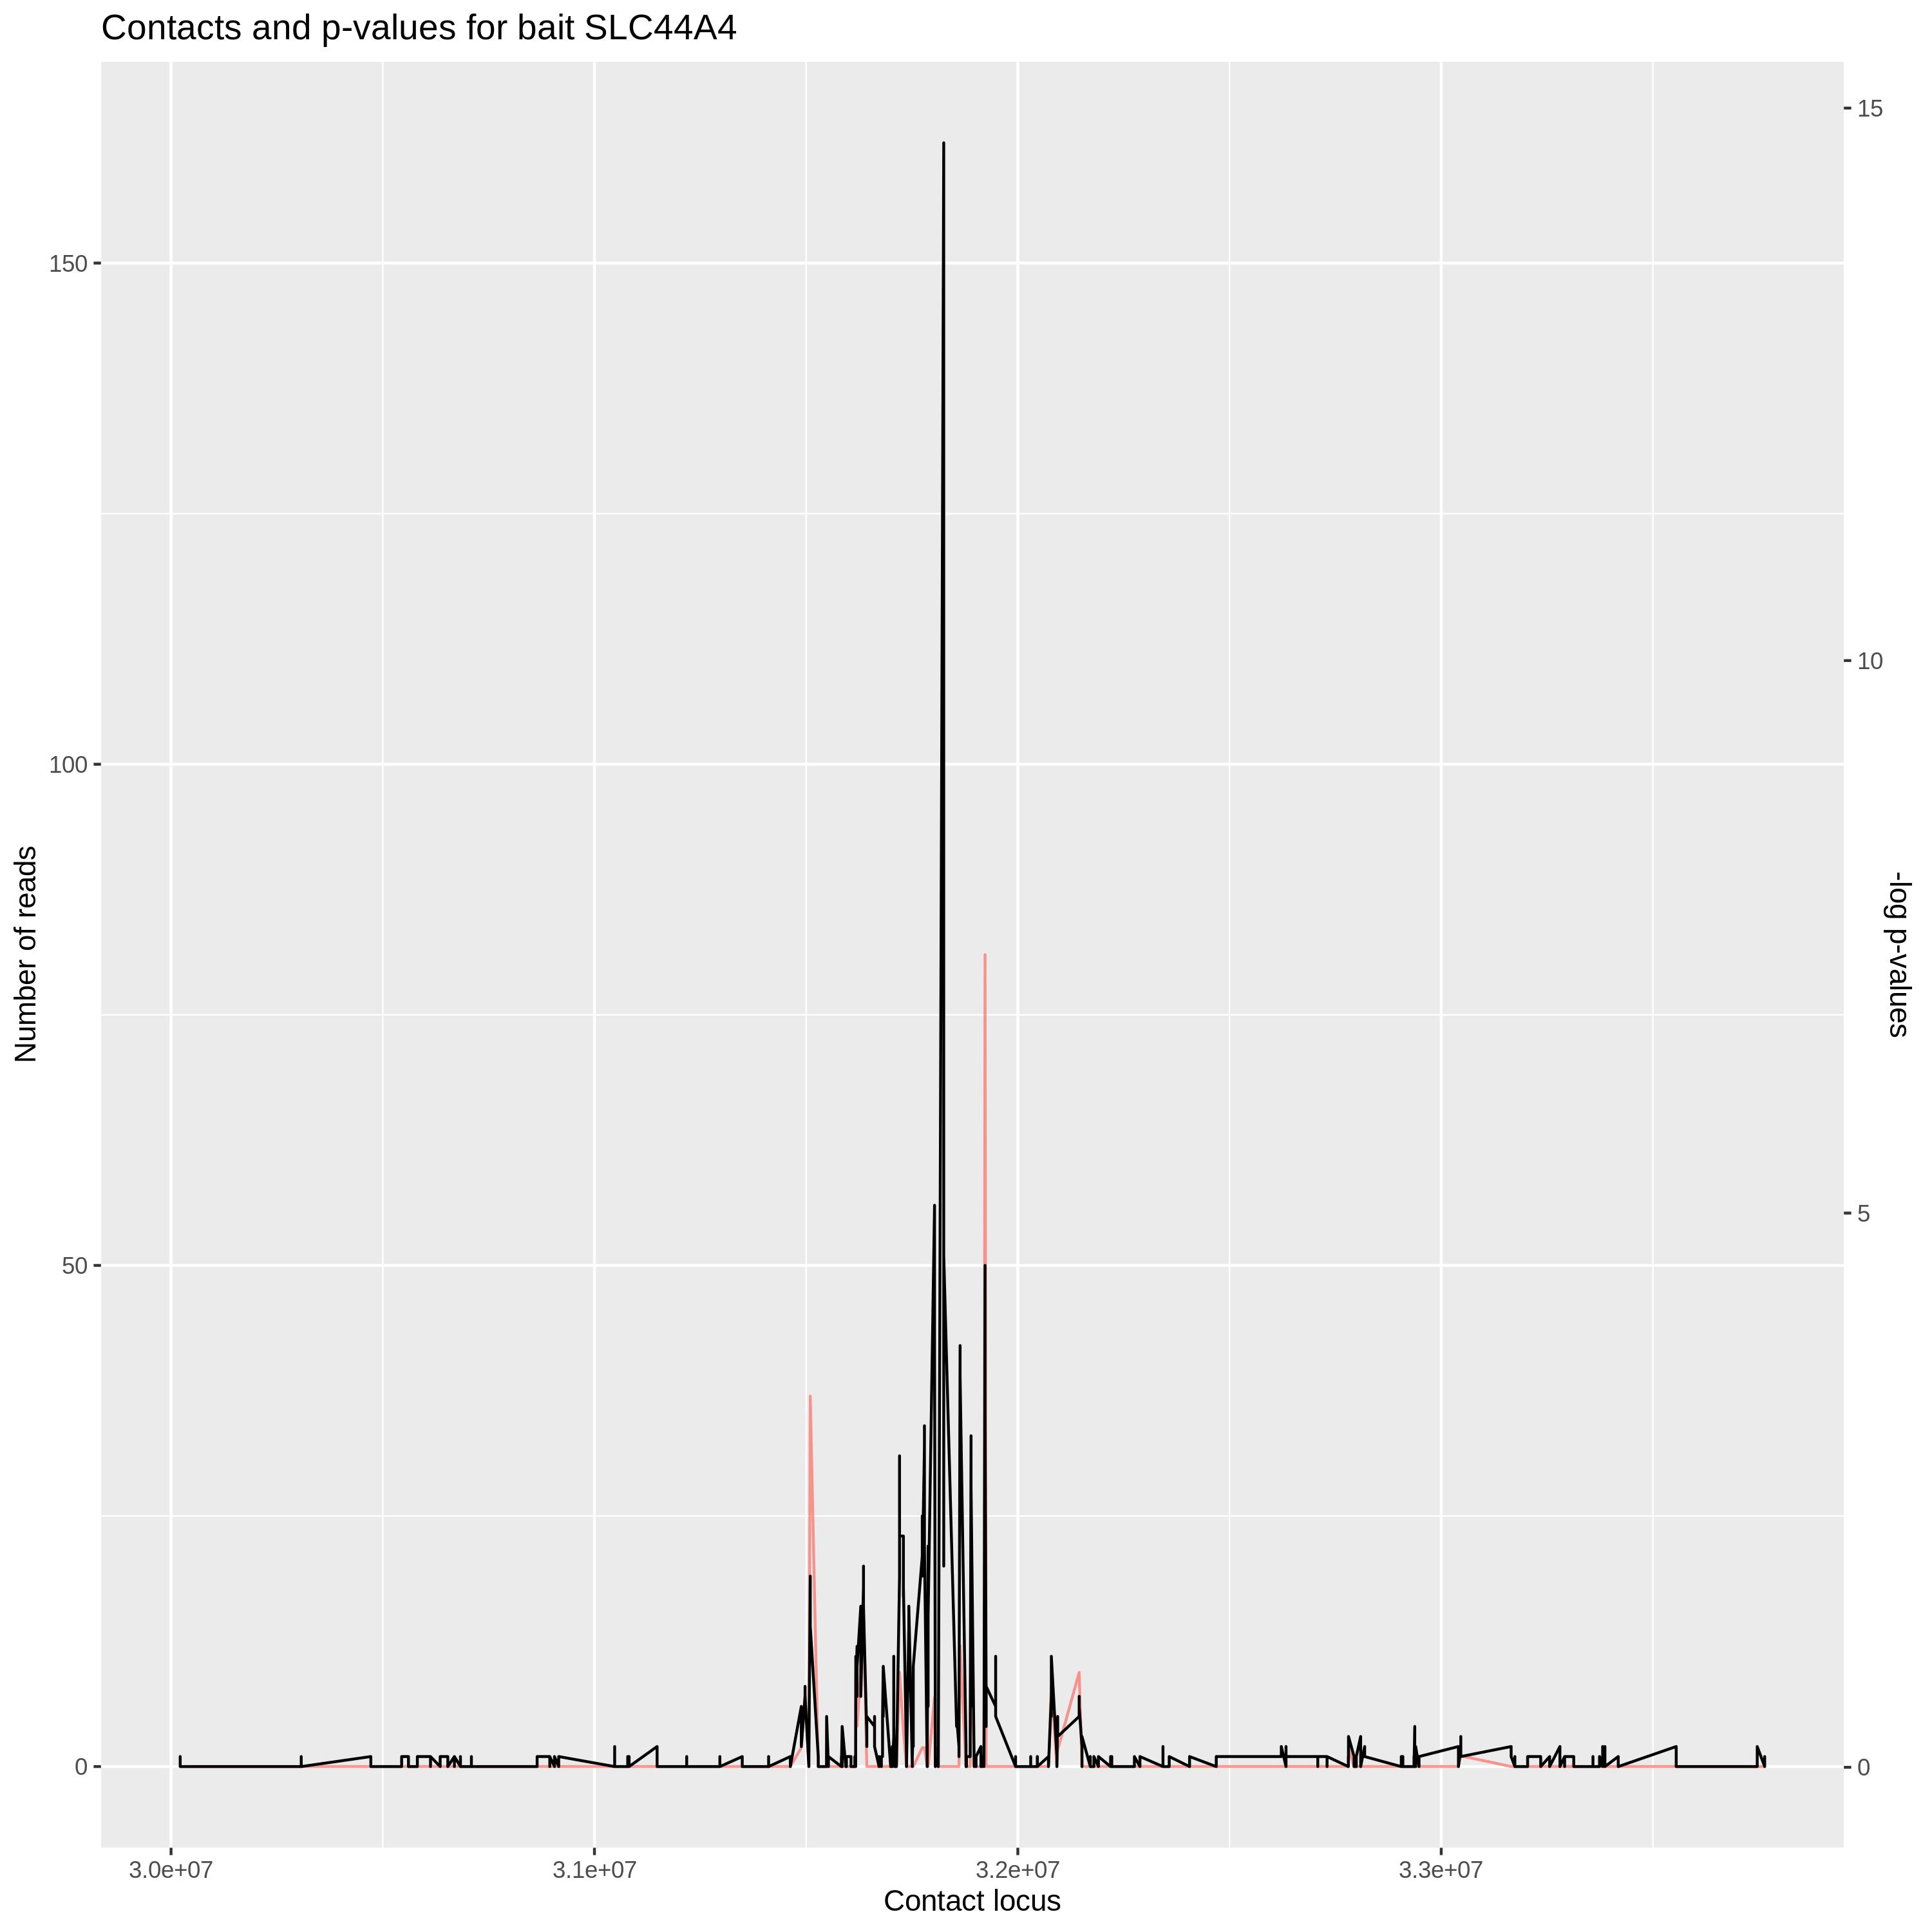 Contacts and p-values for bait SLC44A4
15
150
10
100
Number of reads
-log p-values
5
50
0
0
3.0e+07
3.1e+07
3.2e+07
3.3e+07
Contact locus